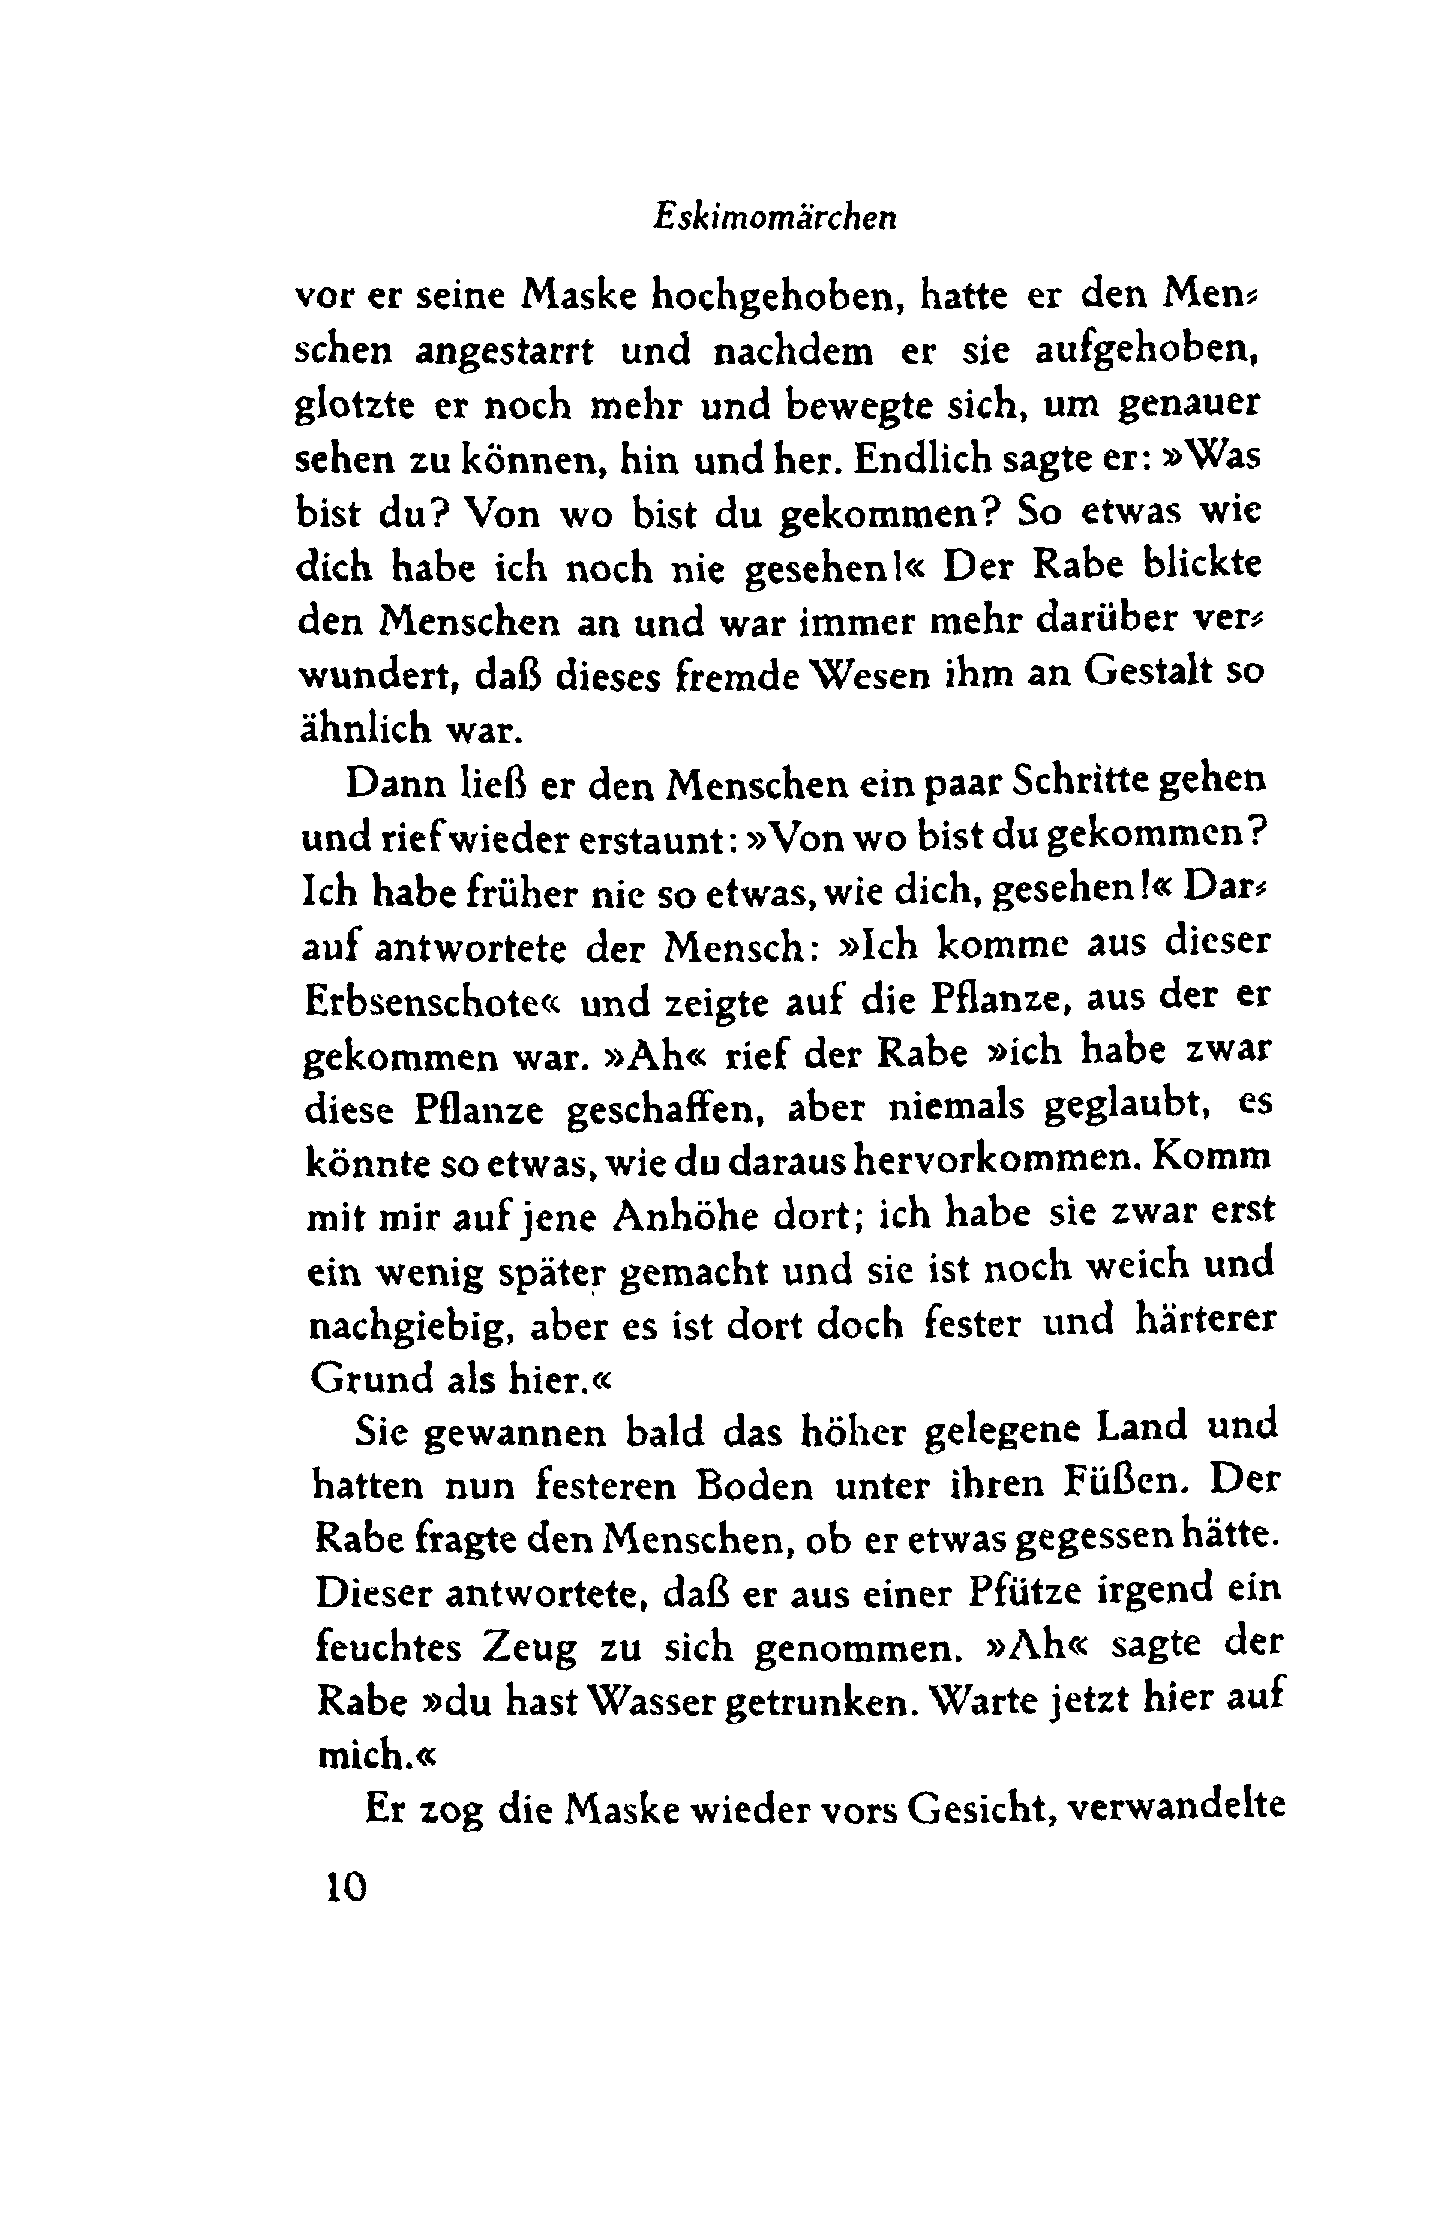 Eskimomärchen
vor er seine Maske hochgehoben, hatte er den Men-
schen angestarrt und nachdem er sie aufgehoben,
glotzte er noch mehr und bewegte sich, um genauer
sehen zu können, hin und her. Endlich sagte er: »Was
bist du? Von wo bist du gekommen? So etwas wie
dich habe ich noch nie gesehen!« Der Rabe blickte
den Menschen an und war immer mehr darüber ver-
wundert, daß dieses fremde Wesen ihm an Gestalt so
ähnlich war.
Dann ließ er den Menschen ein paar Schritte gehen
und rief wieder erstaunt: »Von wo bist du gekommen?
Ich habe früher nie so etwas, wie dich, gesehen!« Dar-
auf antwortete der Mensch: »Ich komme aus dieser
Erbsenschote« und zeigte auf die Pflanze, aus der er
gekommen war. »Ah« rief der Rabe »ich habe zwar
diese Pflanze geschaffen, aber niemals geglaubt, es
könnte so etwas, wie du daraus hervorkommen. Komm
mit mir auf jene Anhöhe dort; ich habe sie zwar erst
ein wenig später gemacht und sie ist noch weich und
nachgiebig, aber es ist dort doch fester und härterer
Grund als hier.«
Sie gewannen bald das höher gelegene Land und
hatten nun festeren Boden unter ihren Füßen. Der
Rabe fragte den Menschen, ob er etwas gegessen hätte.
Dieser antwortete, daß er aus einer Pfütze irgend ein
feuchtes Zeug zu sich genommen. »Ah« sagte der
Rabe »du hast Wasser getrunken. Warte jetzt hier auf
mich.«
Er zog die Maske wieder vors Gesicht, verwandelte
10